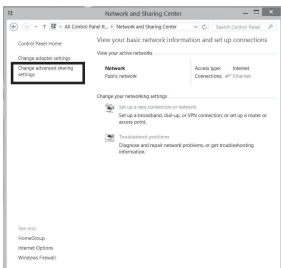 Network and Sharing Center
All Control Panel It... Network and Sharing Center
Search Control Panel
Control Panel Home
Change adapter settings
Change advanced sharing
settings
View your basic network information and set up connections
View your active networks
Network
Public network
Access type: Internet
Connections: Ethernet
Change your networking settings
Set up a new connection or network
Set up a broadband, dial-up, or VPN connection; or set up a router or
access point.
Troubleshoot problems
Diagnose and repair network problems, or get troubleshooting
information.
See also
HomeGroup
Internet Options
Windows Firewall